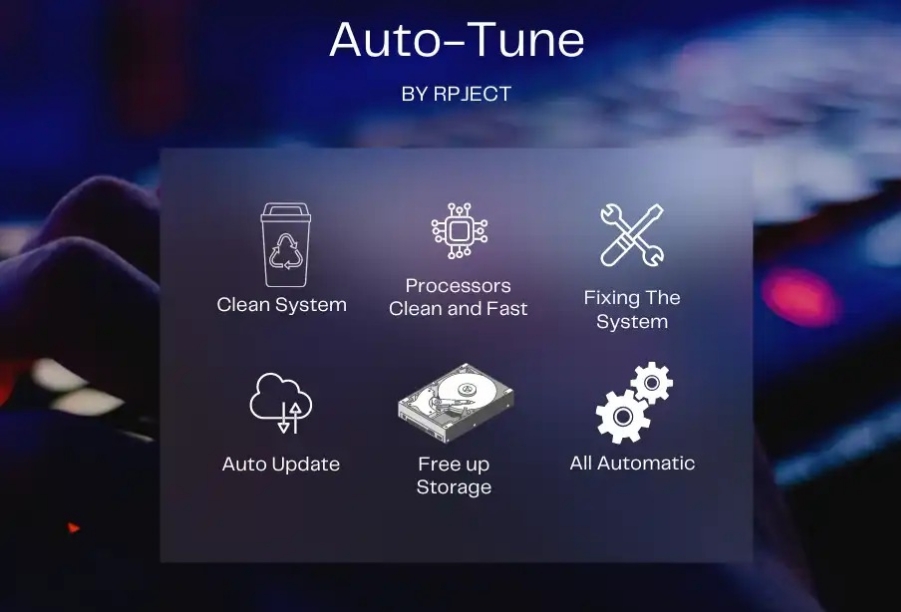 Auto-Tune
BY RPJECT
Clean System
Processors
Clean and Fast
Fixing The
System
Auto Update
Free up
Storage
All Automatic